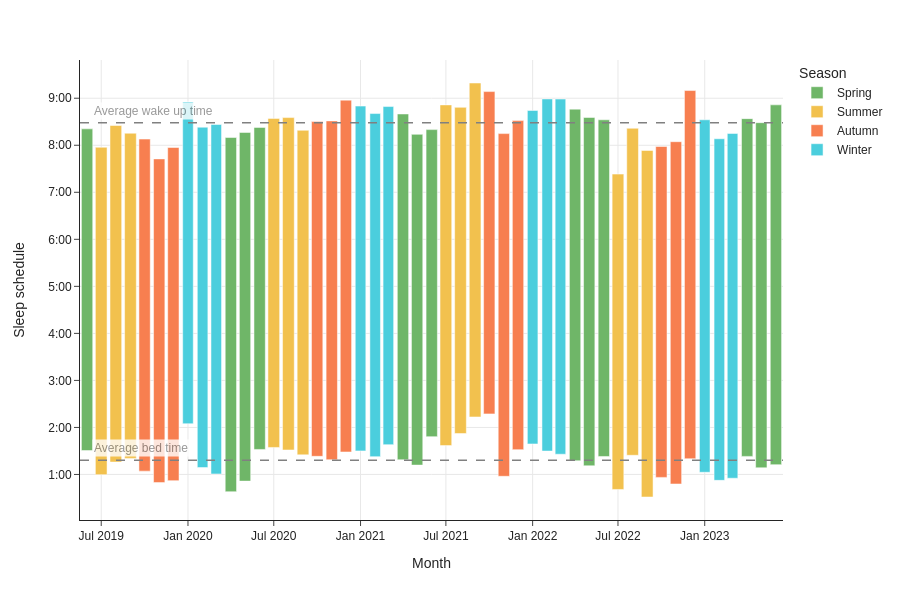 Season
Spring
Summer
Autumn
Winter
Average wake up time
Average bed time
9:00
8:00
7:00
6:00
5:00
4:00
3:00
2:00
1:00
Sleep schedule
Jul 2019
Jan 2020
Jul 2020
Jan 2021
Jul 2021
Jan 2022
Jul 2022
Jan 2023
Month